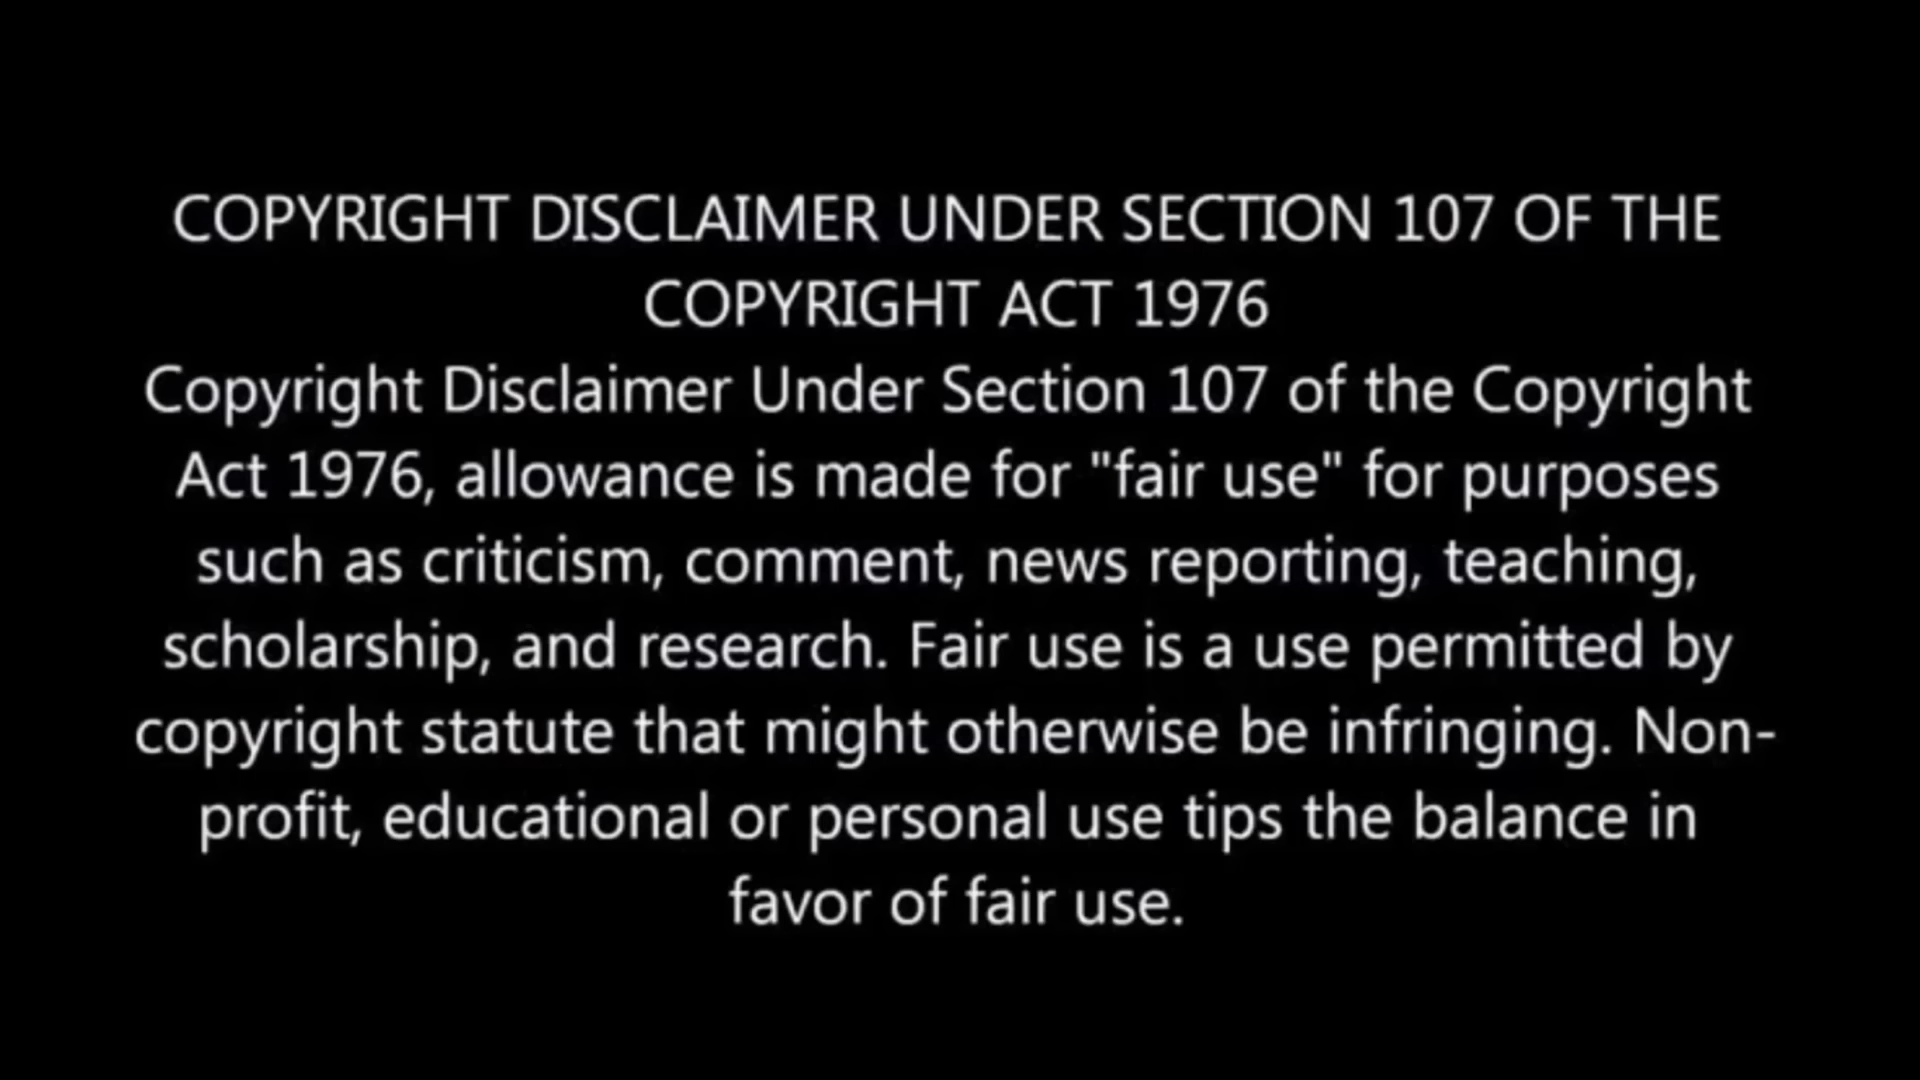 COPYRIGHT DISCLAIMER UNDER SECTION 107 OF THE
COPYRIGHT ACT 1976
Copyright Disclaimer Under Section 107 of the Copyright
Act 1976, allowance is made for "fair use" for purposes
such as criticism, comment, news reporting, teaching,
scholarship, and research. Fair use is a use permitted by
copyright statute that might otherwise be infringing. Non-
profit, educational or personal use tips the balance in
favor of fair use.